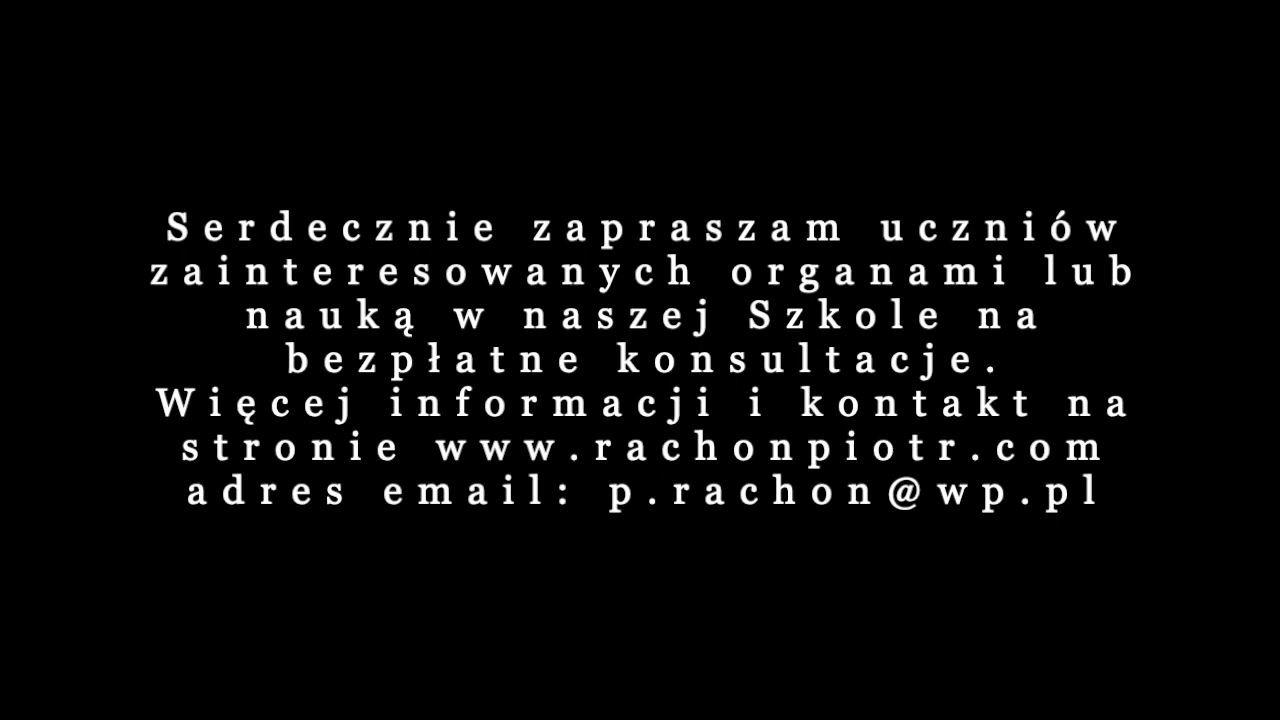 Serdecznie zapraszam uczniów
zainteresowanych organami lub
nauką w naszej Szkole na
bezpłatne konsultacje.
Więcej informacji i kontakt na
stronie www.rachonpiotr.com
adres email: p.rachon@wp.pl